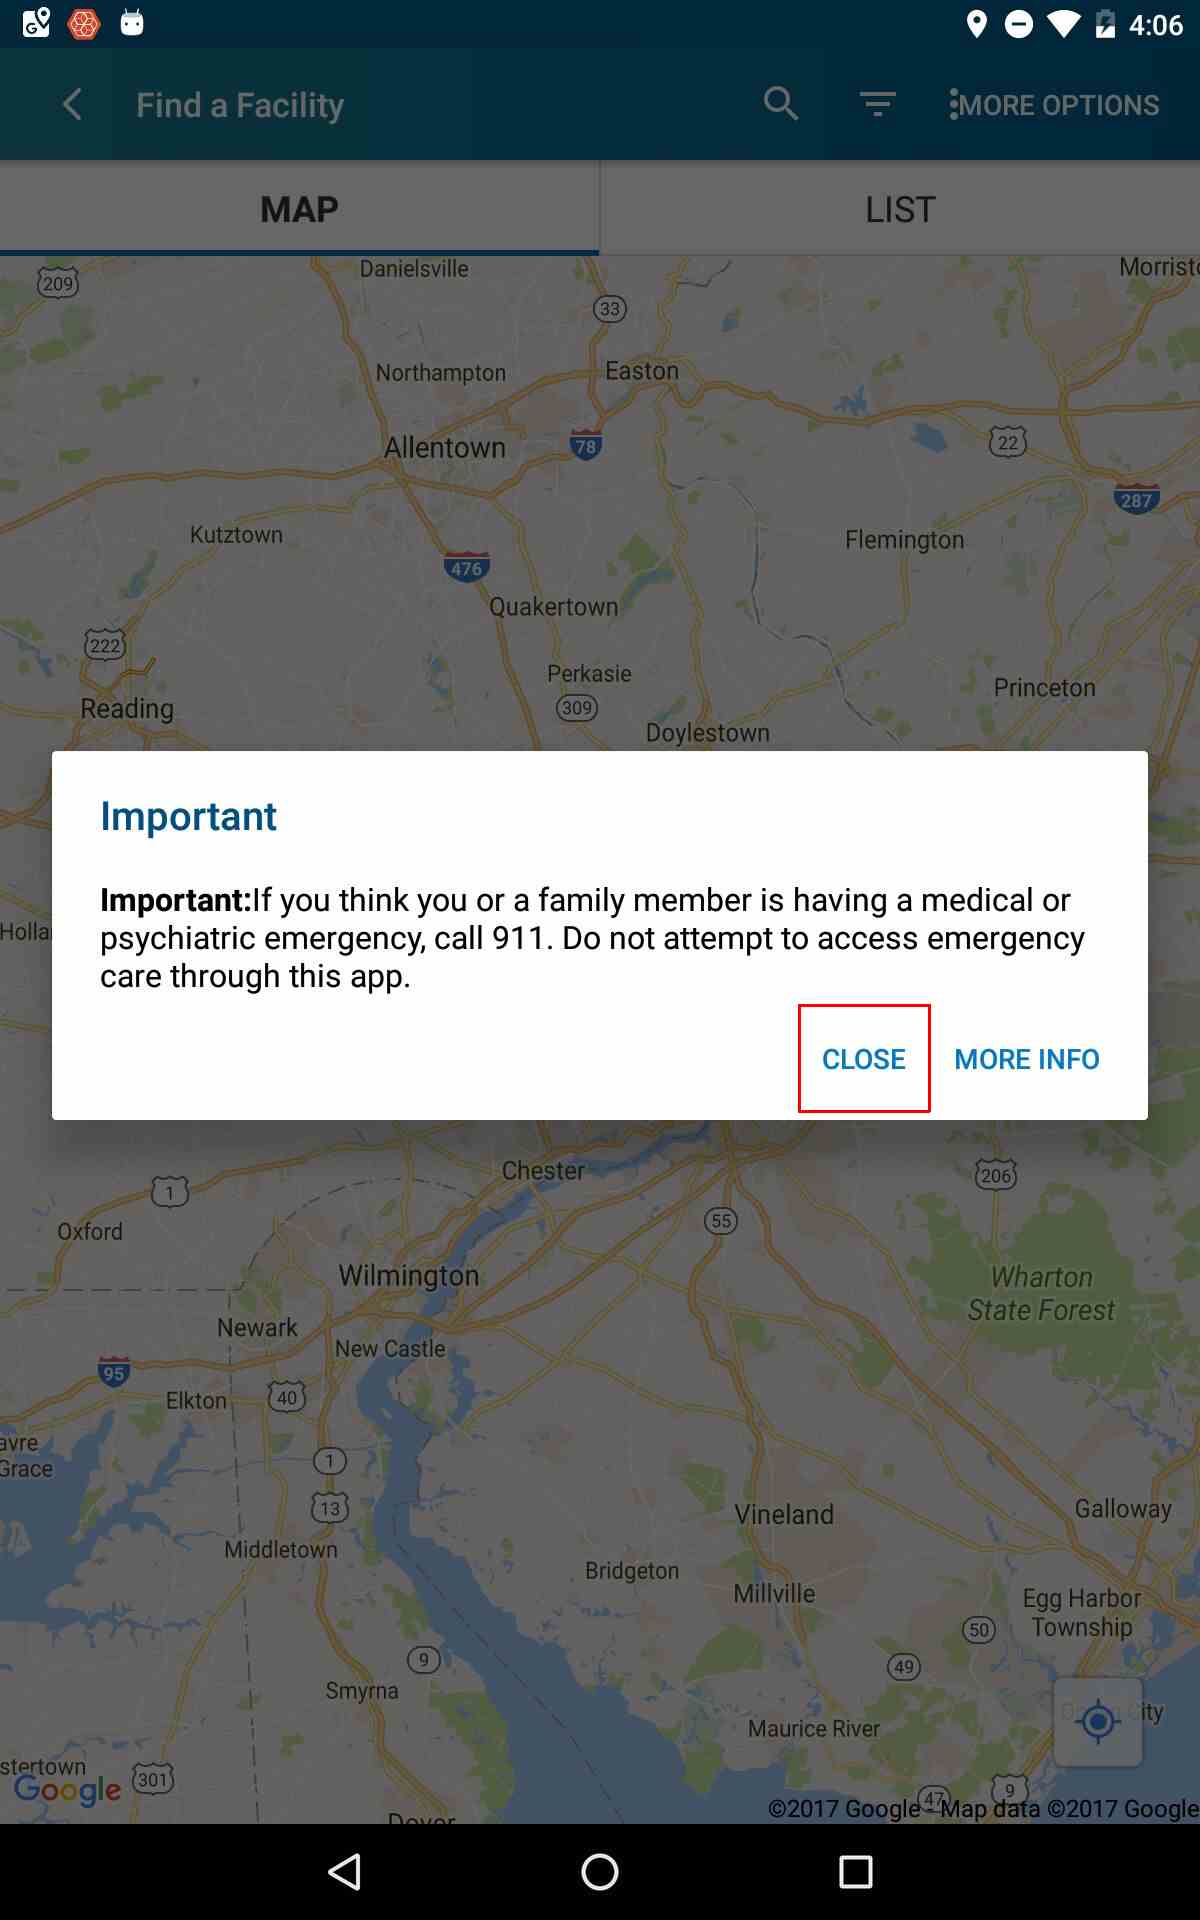 4:06
Find a Facility
MORE OPTIONS
MAP
LIST
209
Danielsville
Morristo
33
Northampton
Easton
Allentown
78
22
287
Kutztown
Flemington
476
Quakertown
222
Perkasie
Princeton
309
Reading
Doylestown
Important
Important:If you think you or a family member is having a medical or
psychiatric emergency, call 911. Do not attempt to access emergency
care through this app.
Holla
CLOSE
MORE INFO
Chester
206
1
55
Oxford
Wilmington
Wharton
State Forest
Newark
New Castle
95
Elkton
40
avre
Grace
1
13
Vineland
Galloway
Middletown
Bridgeton
Millville
Egg Harbor
Township
50
9
49
Smyrna
ity
Maurice River
stertown
Google
301
9
47
©2017 Google - Map data ©2017 Google
Dover